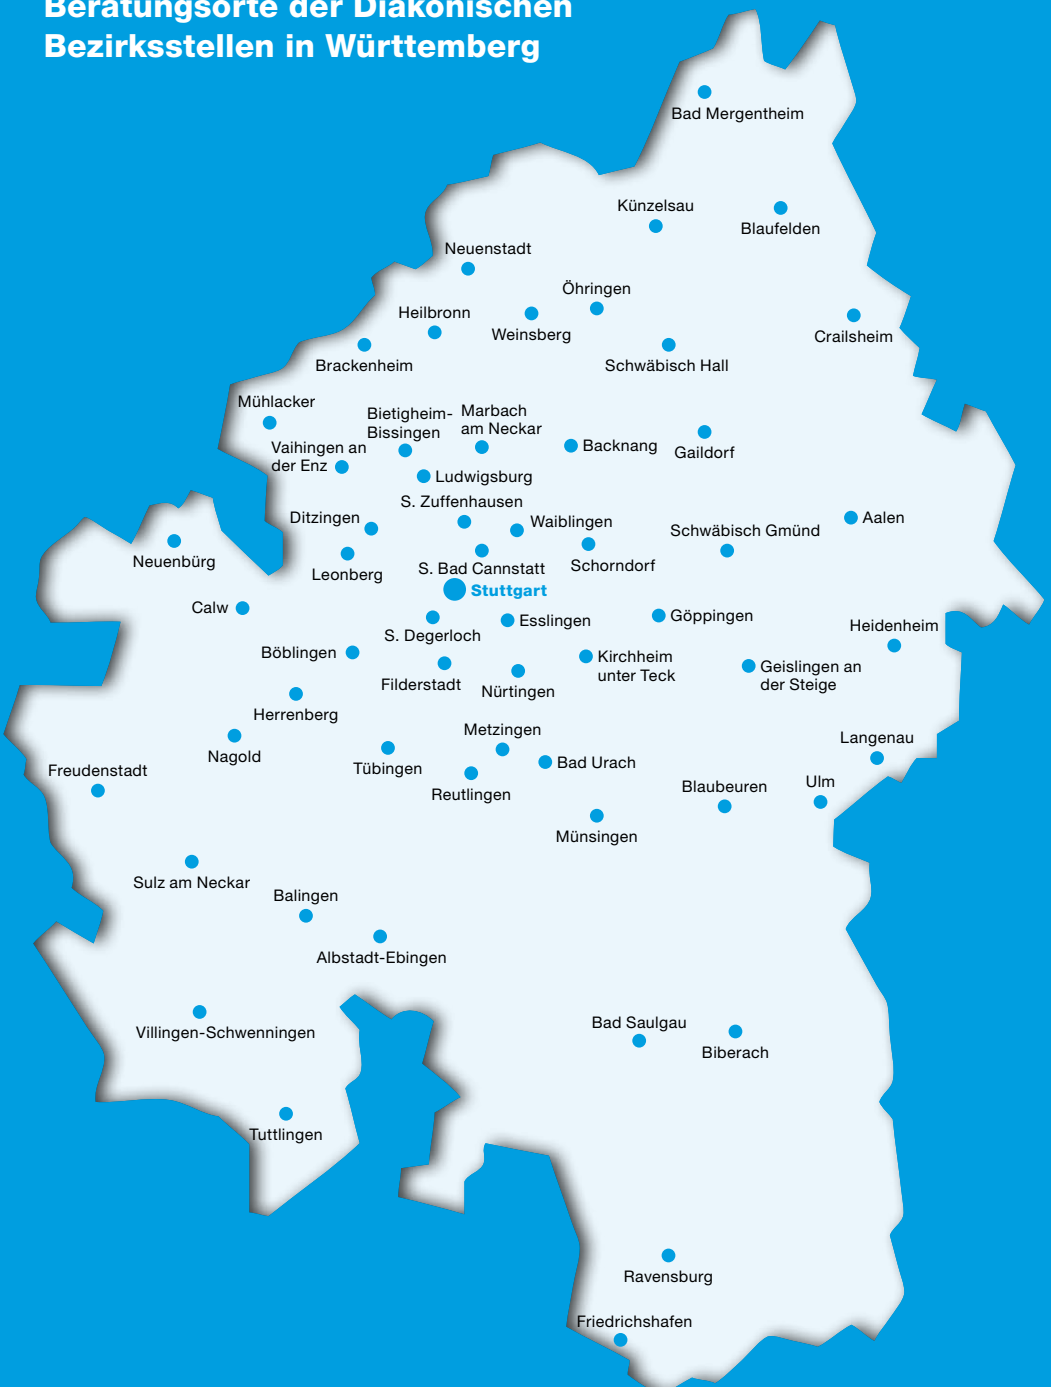 Beratungsorte der Diakonischen
Bezirksstellen in Württemberg
Bad Mergentheim
Künzelsau
Blaufelden
Neuenstadt
Öhringen
Heilbronn
Weinsberg
Crailsheim
Brackenheim
Schwäbisch Hall
Mühlacker
Bietigheim-
Bissingen
Marbach
am Neckar
Vaihingen an
der Enz
Backnang
Gaildorf
Ludwigsburg
S. Zuffenhausen
Ditzingen
Waiblingen
Schwäbisch Gmünd
Aalen
Neuenbürg
Leonberg
S. Bad Cannstatt
Schorndorf
Stuttgart
Calw
Esslingen
Göppingen
Heidenheim
S. Degerloch
Böblingen
Kirchheim
unter Teck
Geislingen an
der Steige
Filderstadt
Nürtingen
Herrenberg
Metzingen
Langenau
Nagold
Tübingen
Bad Urach
Freudenstadt
Reutlingen
Blaubeuren
Ulm
Münsingen
Sulz am Neckar
Balingen
Albstadt-Ebingen
Villingen-Schwenningen
Bad Saulgau
Biberach
Tuttlingen
Ravensburg
Friedrichshafen